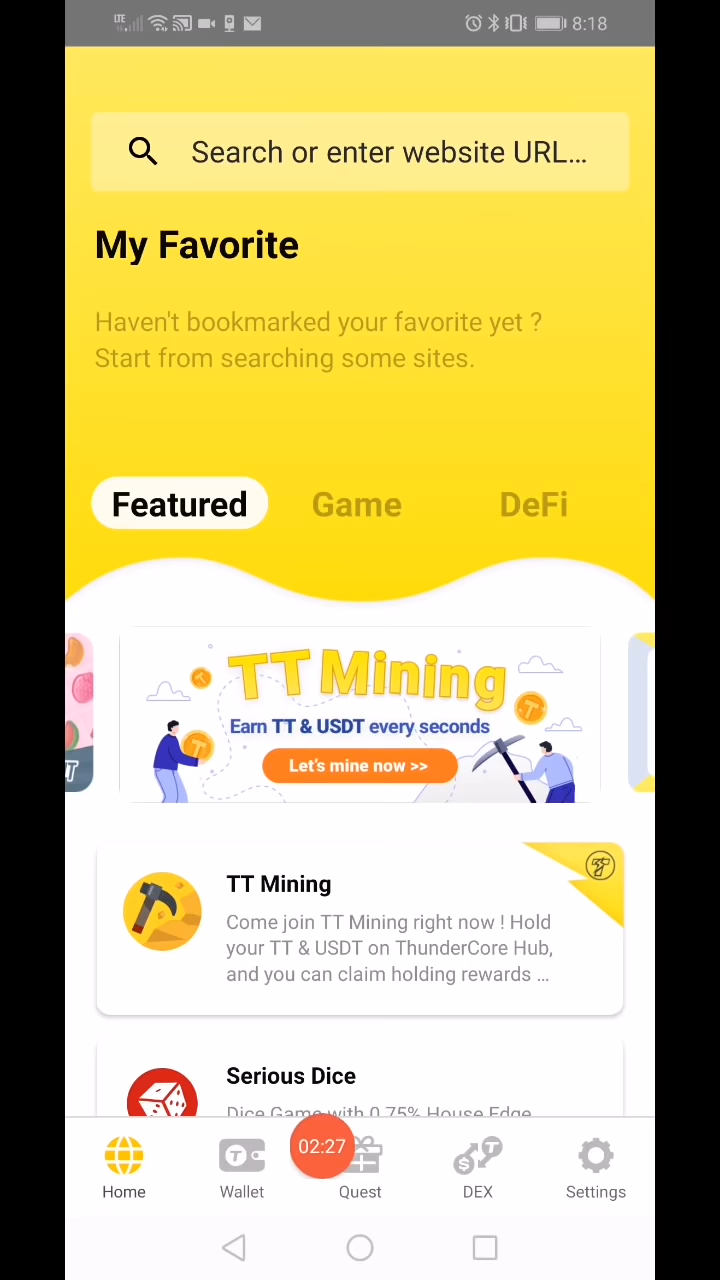 LTE
8:18
Search or enter website URL...
My Favorite
Haven't bookmarked your favorite yet ?
Start from searching some sites.
Featured
Game
DeFi
TT Mining
Earn TT & USDT every seconds
Let's mine now >>
TT Mining
Come join TT Mining right now ! Hold
your TT & USDT on ThunderCore Hub,
and you can claim holding rewards ...
Serious Dice
Dice Game with 0.75% House Edge
02:27
Home
Wallet
Quest
DEX
Settings